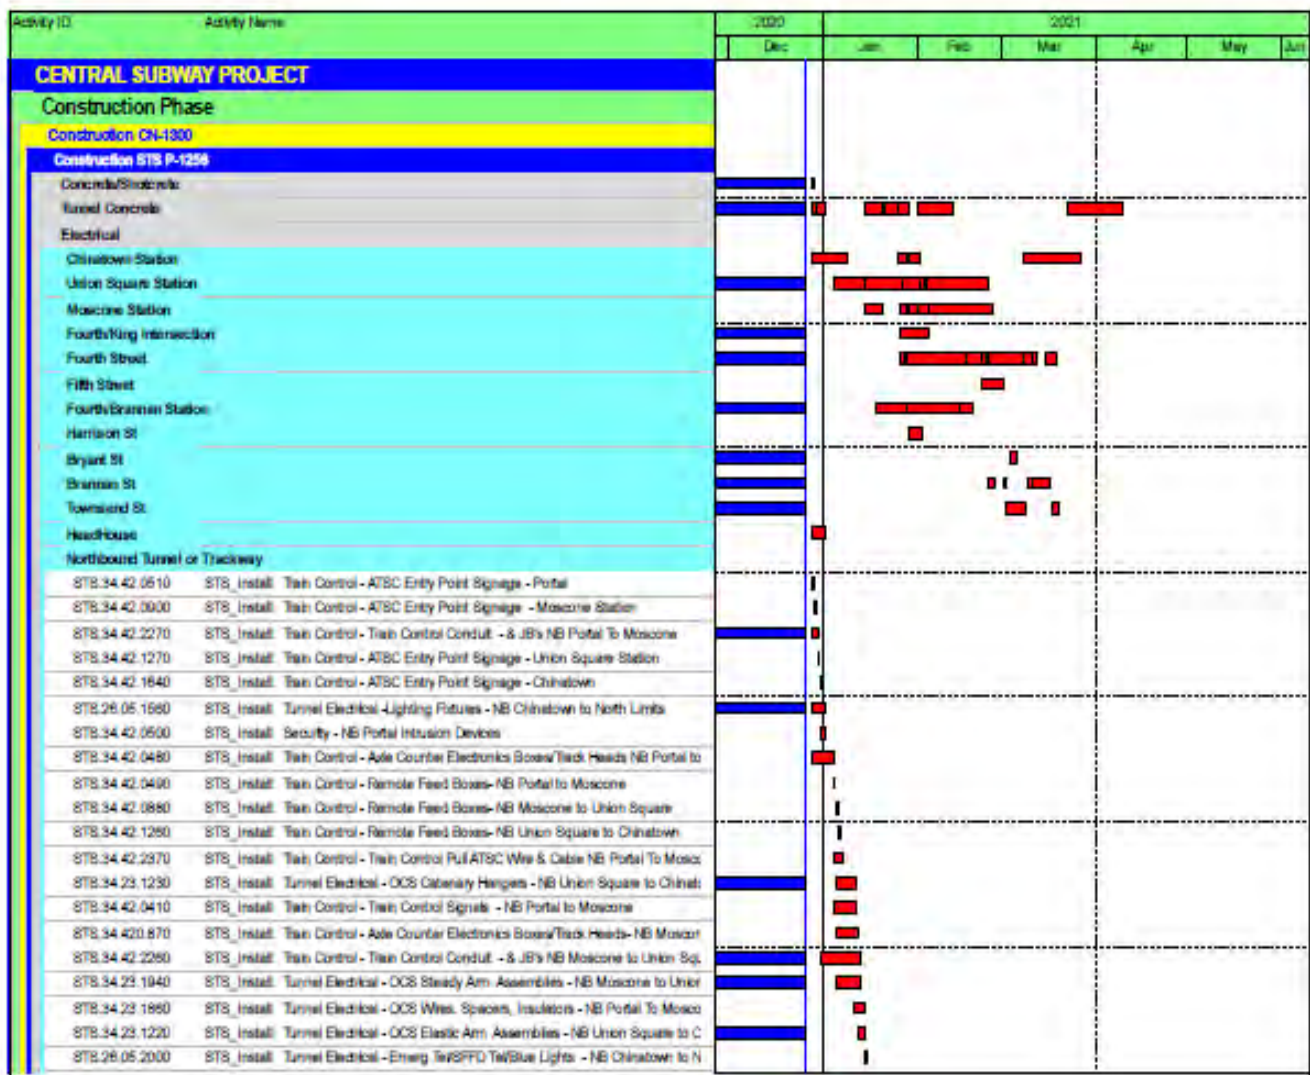 Activity ID Activity Name 2020 2021
Dec Jan Feb Mar Apr May Jun
CENTRAL SUBWAY PROJECT
Construction Phase
Construction CN-1300
Construction STS P-1256
Concrete/Shotcrete
Tunnel Concrete
Electrical
Chinatown Station
Union Square Station
Moscone Station
Fourth/King Intersection
Fourth Street
Fifth Street
Fourth/Brannan Station
Harrison St
Bryant St
Brannan St
Townsend St
HeadHouse
Northbound Tunnel or Trackway
STS.34.42.0510 STS_Install: Train Control - ATSC Entry Point Signage - Portal
STS.34.42.0900 STS_Install: Train Control - ATSC Entry Point Signage - Moscone Station
STS.34.42.2270 STS_Install: Train Control - Train Control Conduit - & JB's NB Portal To Moscone
STS.34.42.1270 STS_Install: Train Control - ATSC Entry Point Signage - Union Square Station
STS.34.42.1640 STS_Install: Train Control - ATSC Entry Point Signage - Chinatown
STS.26.05.1560 STS_Install: Tunnel Electrical -Lighting Fixtures - NB Chinatown to North Limits
STS.34.42.0500 STS_Install: Security - NB Portal Intrusion Devices
STS.34.42.0480 STS_Install: Train Control - Axle Counter Electronics Boxes/Track Heads NB Portal to
STS.34.42.0490 STS_Install: Train Control - Remote Feed Boxes- NB Portal to Moscone
STS.34.42.0880 STS_Install: Train Control - Remote Feed Boxes- NB Moscone to Union Square
STS.34.42.1260 STS_Install: Train Control - Remote Feed Boxes- NB Union Square to Chinatown
STS.34.42.2370 STS_Install: Train Control - Train Control Pull ATSC Wire & Cable NB Portal To Mosco
STS.34.23.1230 STS_Install: Tunnel Electrical - OCS Catenary Hangers - NB Union Square to Chinat
STS.34.42.0410 STS_Install: Train Control - Train Control Signals - NB Portal to Moscone
STS.34.420.870 STS_Install: Train Control - Axle Counter Electronics Boxes/Track Heads- NB Moscon
STS.34.42.2260 STS_Install: Train Control - Train Control Conduit - & JB's NB Moscone to Union Squ
STS.34.23.1940 STS_Install: Tunnel Electrical - OCS Steady Arm Assemblies - NB Moscone to Union
STS.34.23.1860 STS_Install: Tunnel Electrical - OCS Wires, Spacers, Insulators - NB Portal To Mosco
STS.34.23.1220 STS_Install: Tunnel Electrical - OCS Elastic Arm Assemblies - NB Union Square to C
STS.26.05.2000 STS_Install: Tunnel Electrical - Emerg Tel/SFFD Tel/Blue Lights - NB Chinatown to N